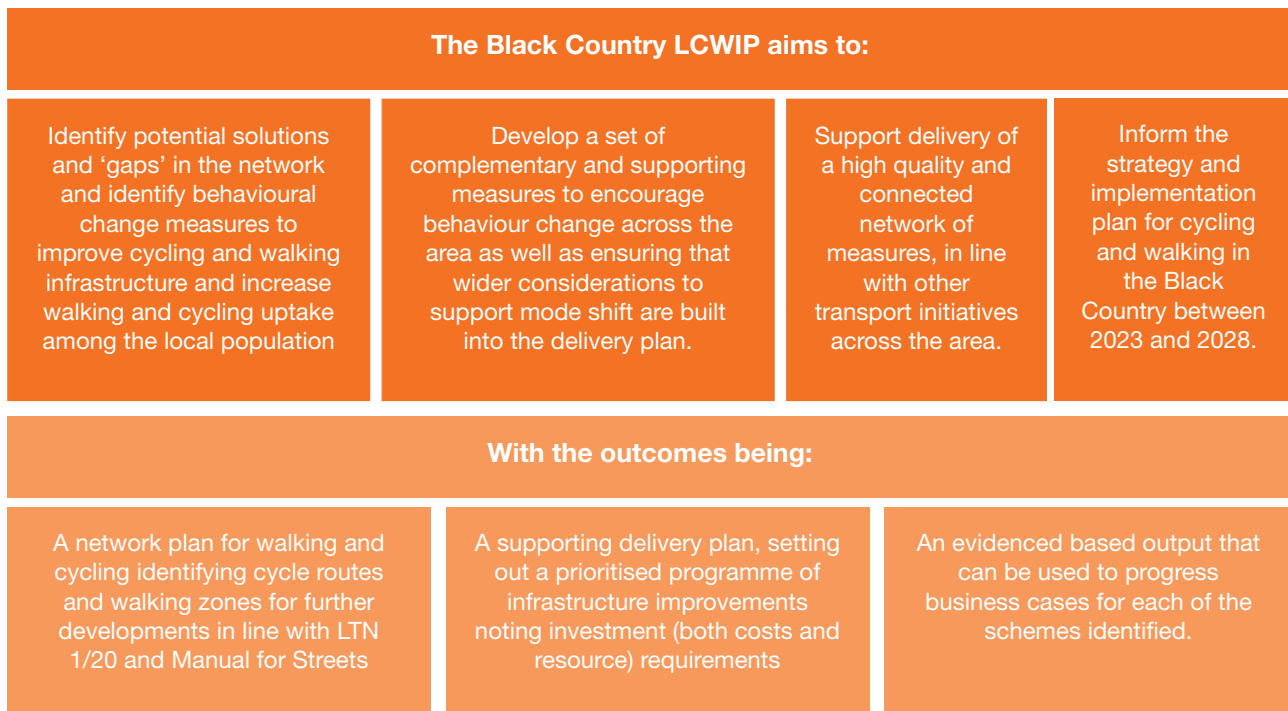 The Black Country LCWIP aims to:
Identify potential solutions
and ‘gaps’ in the network
and identify behavioural
change measures to
improve cycling and walking
infrastructure and increase
walking and cycling uptake
among the local population
Develop a set of
complementary and supporting
measures to encourage
behaviour change across the
area as well as ensuring that
wider considerations to
support mode shift are built
into the delivery plan.
Support delivery of
a high quality and
connected
network of
measures, in line
with other
transport initiatives
across the area.
Inform the
strategy and
implementation
plan for cycling
and walking in
the Black
Country between
2023 and 2028.
With the outcomes being:
A network plan for walking and
cycling identifying cycle routes
and walking zones for further
developments in line with LTN
1/20 and Manual for Streets
A supporting delivery plan, setting
out a prioritised programme of
infrastructure improvements
noting investment (both costs and
resource) requirements
An evidenced based output that
can be used to progress
business cases for each of the
schemes identified.